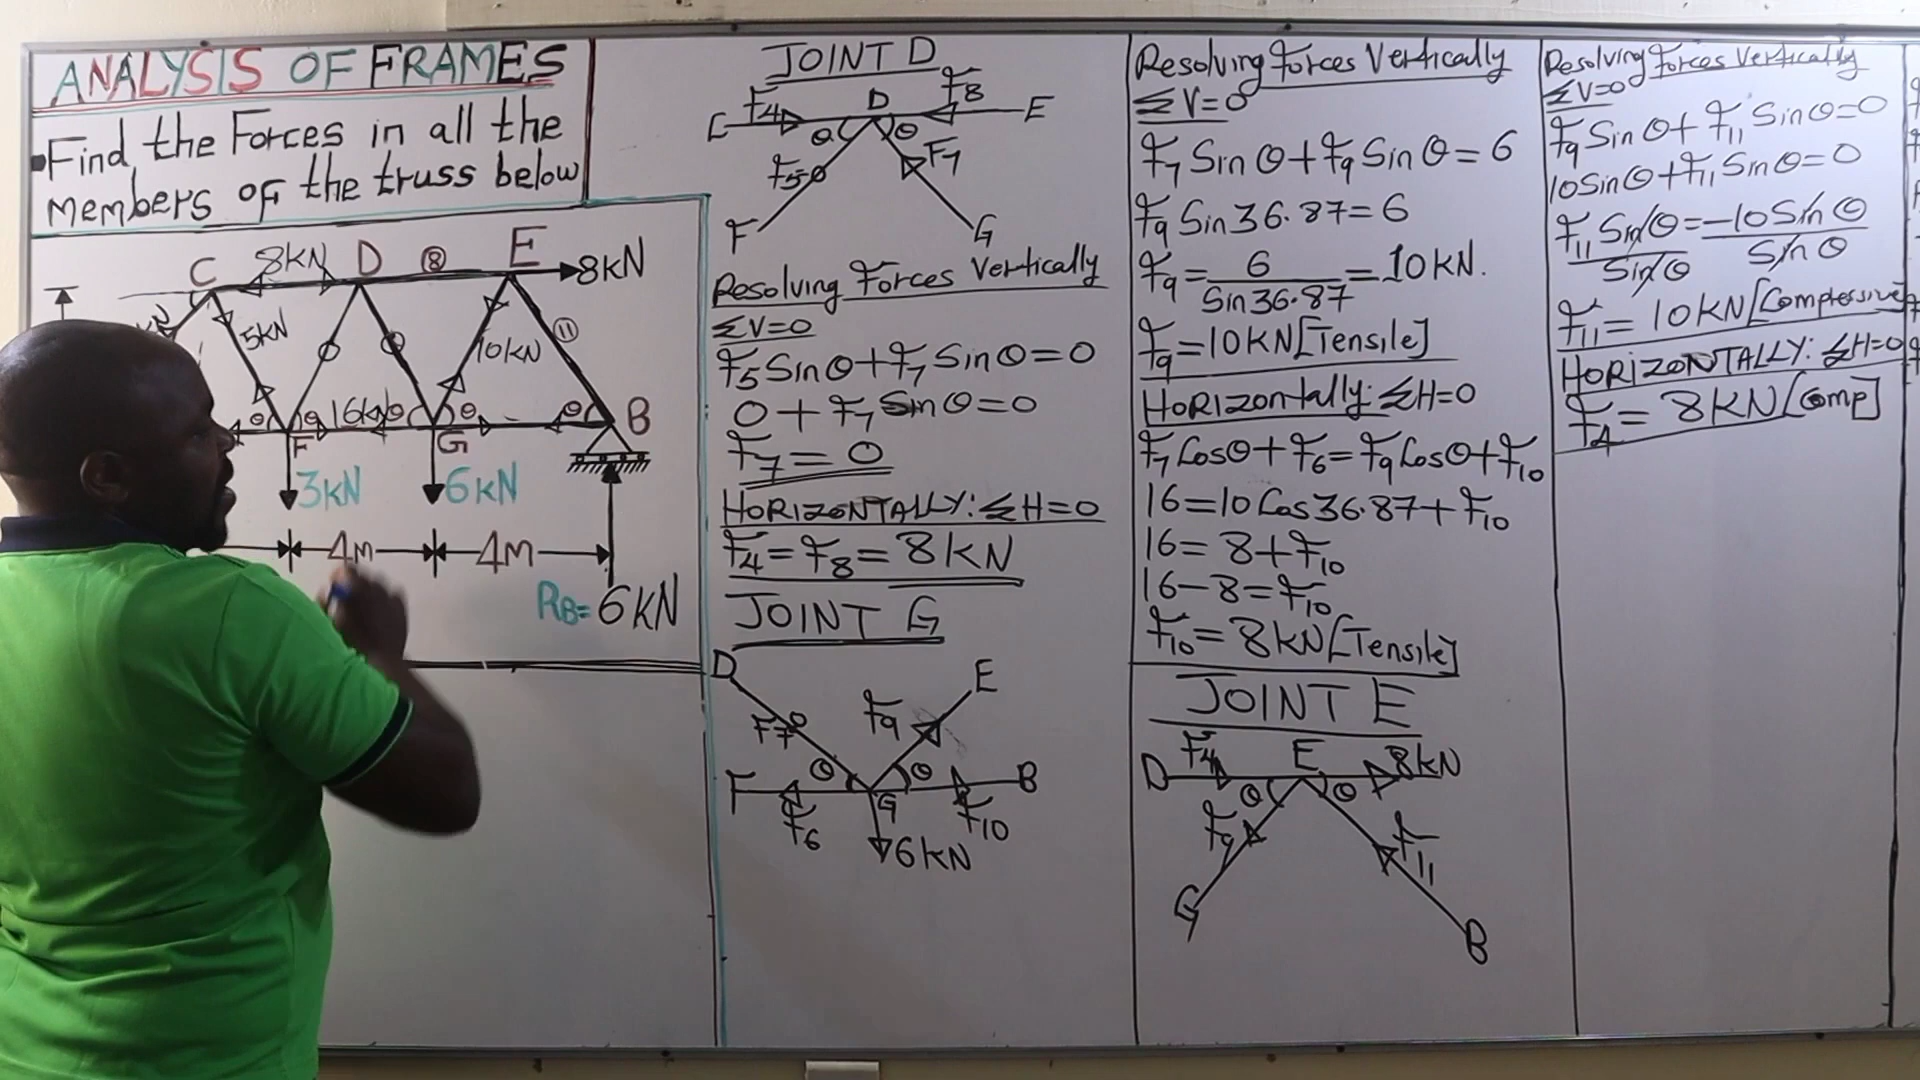 ANALYSIS OF FRAMES
•Find the Forces in all the
members of the truss below
C 8KN D ⑧ E 8KN
5KN 10KN ⑪
θ θ 16KN θ θ θ B
F G
3KN 6KN
4m 4m
RB= 6KN
JOINT D
C F4 D F8 E
θ θ
F5 0 F7
F G
Resolving Forces Vertically
ΣV=0
F5 Sin θ + F7 Sin θ = 0
0 + F7 Sin θ = 0
F7 = 0
HORIZONTALLY: ΣH=0
F4 = F8 = 8KN
JOINT G
D E
F7 F9
θ θ
F G B
F6 F10
6KN
Resolving Forces Vertically
ΣV=0
F7 Sin θ + F9 Sin θ = 6
F9 Sin 36.87 = 6
F9 = 6/Sin 36.87 = 10KN.
F9 = 10KN[Tensile]
Horizontally: ΣH=0
F7 Cos θ + F6 = F9 Cos θ + F10
16 = 10 Cos 36.87 + F10
16 = 8 + F10
16 - 8 = F10
F10 = 8KN[Tensile]
JOINT E
D F4 E 8KN
θ θ
F9 F11
G B
Resolving Forces Vertically
ΣV=0
F9 Sin θ + F11 Sin θ = 0
10 Sin θ + F11 Sin θ = 0
F11 Sin θ = -10 Sin θ
Sin θ Sin θ
F11 = 10KN[Compressive]
HORIZONTALLY: ΣH=0
F4 = 8KN[Comp]